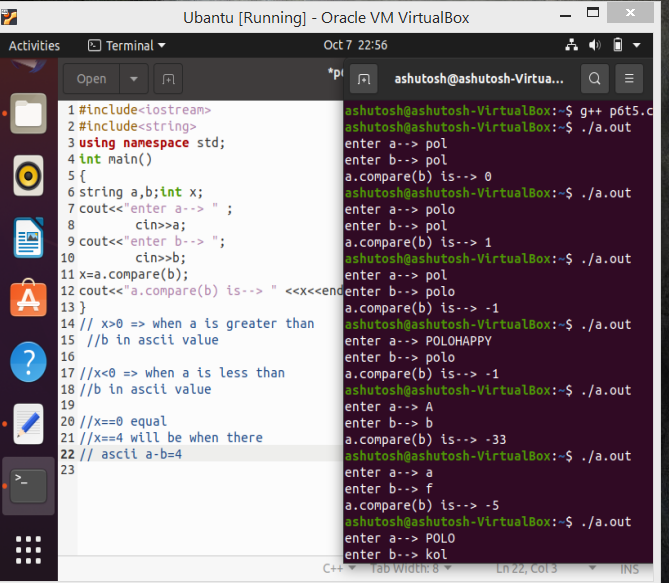 Ubantu [Running] - Oracle VM VirtualBox
Activities
Terminal
Oct 7 22:56
Open
*p
1 #include<iostream>
2 #include<string>
3 using namespace std;
4 int main()
5 {
6 string a,b;int x;
7 cout<<"enter a--> " ;
8 cin>>a;
9 cout<<"enter b--> ";
10 cin>>b;
11 x=a.compare(b);
12 cout<<"a.compare(b) is--> " <<x<<end
13 }
14 // x>0 => when a is greater than
15 //b in ascii value
16
17 //x<0 => when a is less than
18 //b in ascii value
19
20 //x==0 equal
21 //x==4 will be when there
22 // ascii a-b=4
23
C++
Tab Width: 8
Ln 22, Col 3
INS
ashutosh@ashutosh-Virtua...
ashutosh@ashutosh-VirtualBox:~$ g++ p6t5.c
ashutosh@ashutosh-VirtualBox:~$ ./a.out
enter a--> pol
enter b--> pol
a.compare(b) is--> 0
ashutosh@ashutosh-VirtualBox:~$ ./a.out
enter a--> polo
enter b--> pol
a.compare(b) is--> 1
ashutosh@ashutosh-VirtualBox:~$ ./a.out
enter a--> pol
enter b--> polo
a.compare(b) is--> -1
ashutosh@ashutosh-VirtualBox:~$ ./a.out
enter a--> POLOHAPPY
enter b--> polo
a.compare(b) is--> -1
ashutosh@ashutosh-VirtualBox:~$ ./a.out
enter a--> A
enter b--> b
a.compare(b) is--> -33
ashutosh@ashutosh-VirtualBox:~$ ./a.out
enter a--> a
enter b--> f
a.compare(b) is--> -5
ashutosh@ashutosh-VirtualBox:~$ ./a.out
enter a--> POLO
enter b--> kol